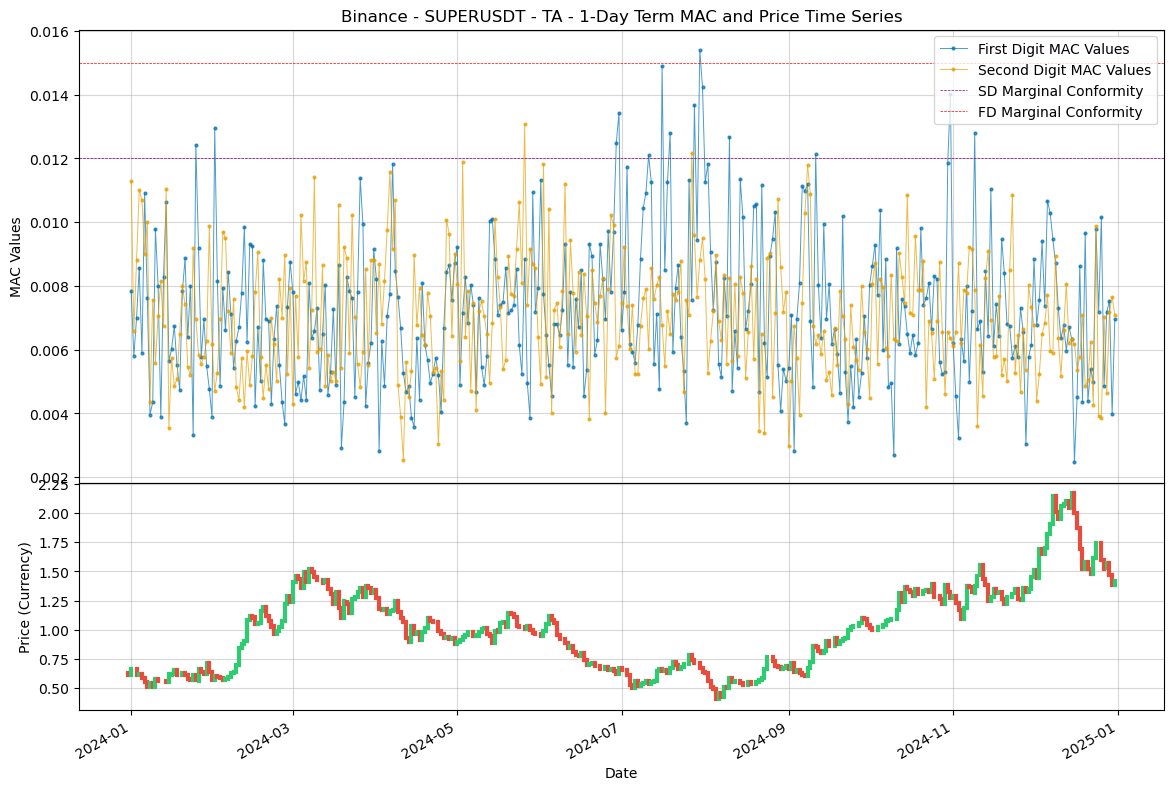 Binance - SUPERUSDT - TA - 1-Day Term MAC and Price Time Series
First Digit MAC Values
Second Digit MAC Values
SD Marginal Conformity
FD Marginal Conformity
MAC Values
0.016
0.014
0.012
0.010
0.008
0.006
0.004
0.002
Price (Currency)
2.25
2.00
1.75
1.50
1.25
1.00
0.75
0.50
2024-01
2024-03
2024-05
2024-07
2024-09
2024-11
2025-01
Date